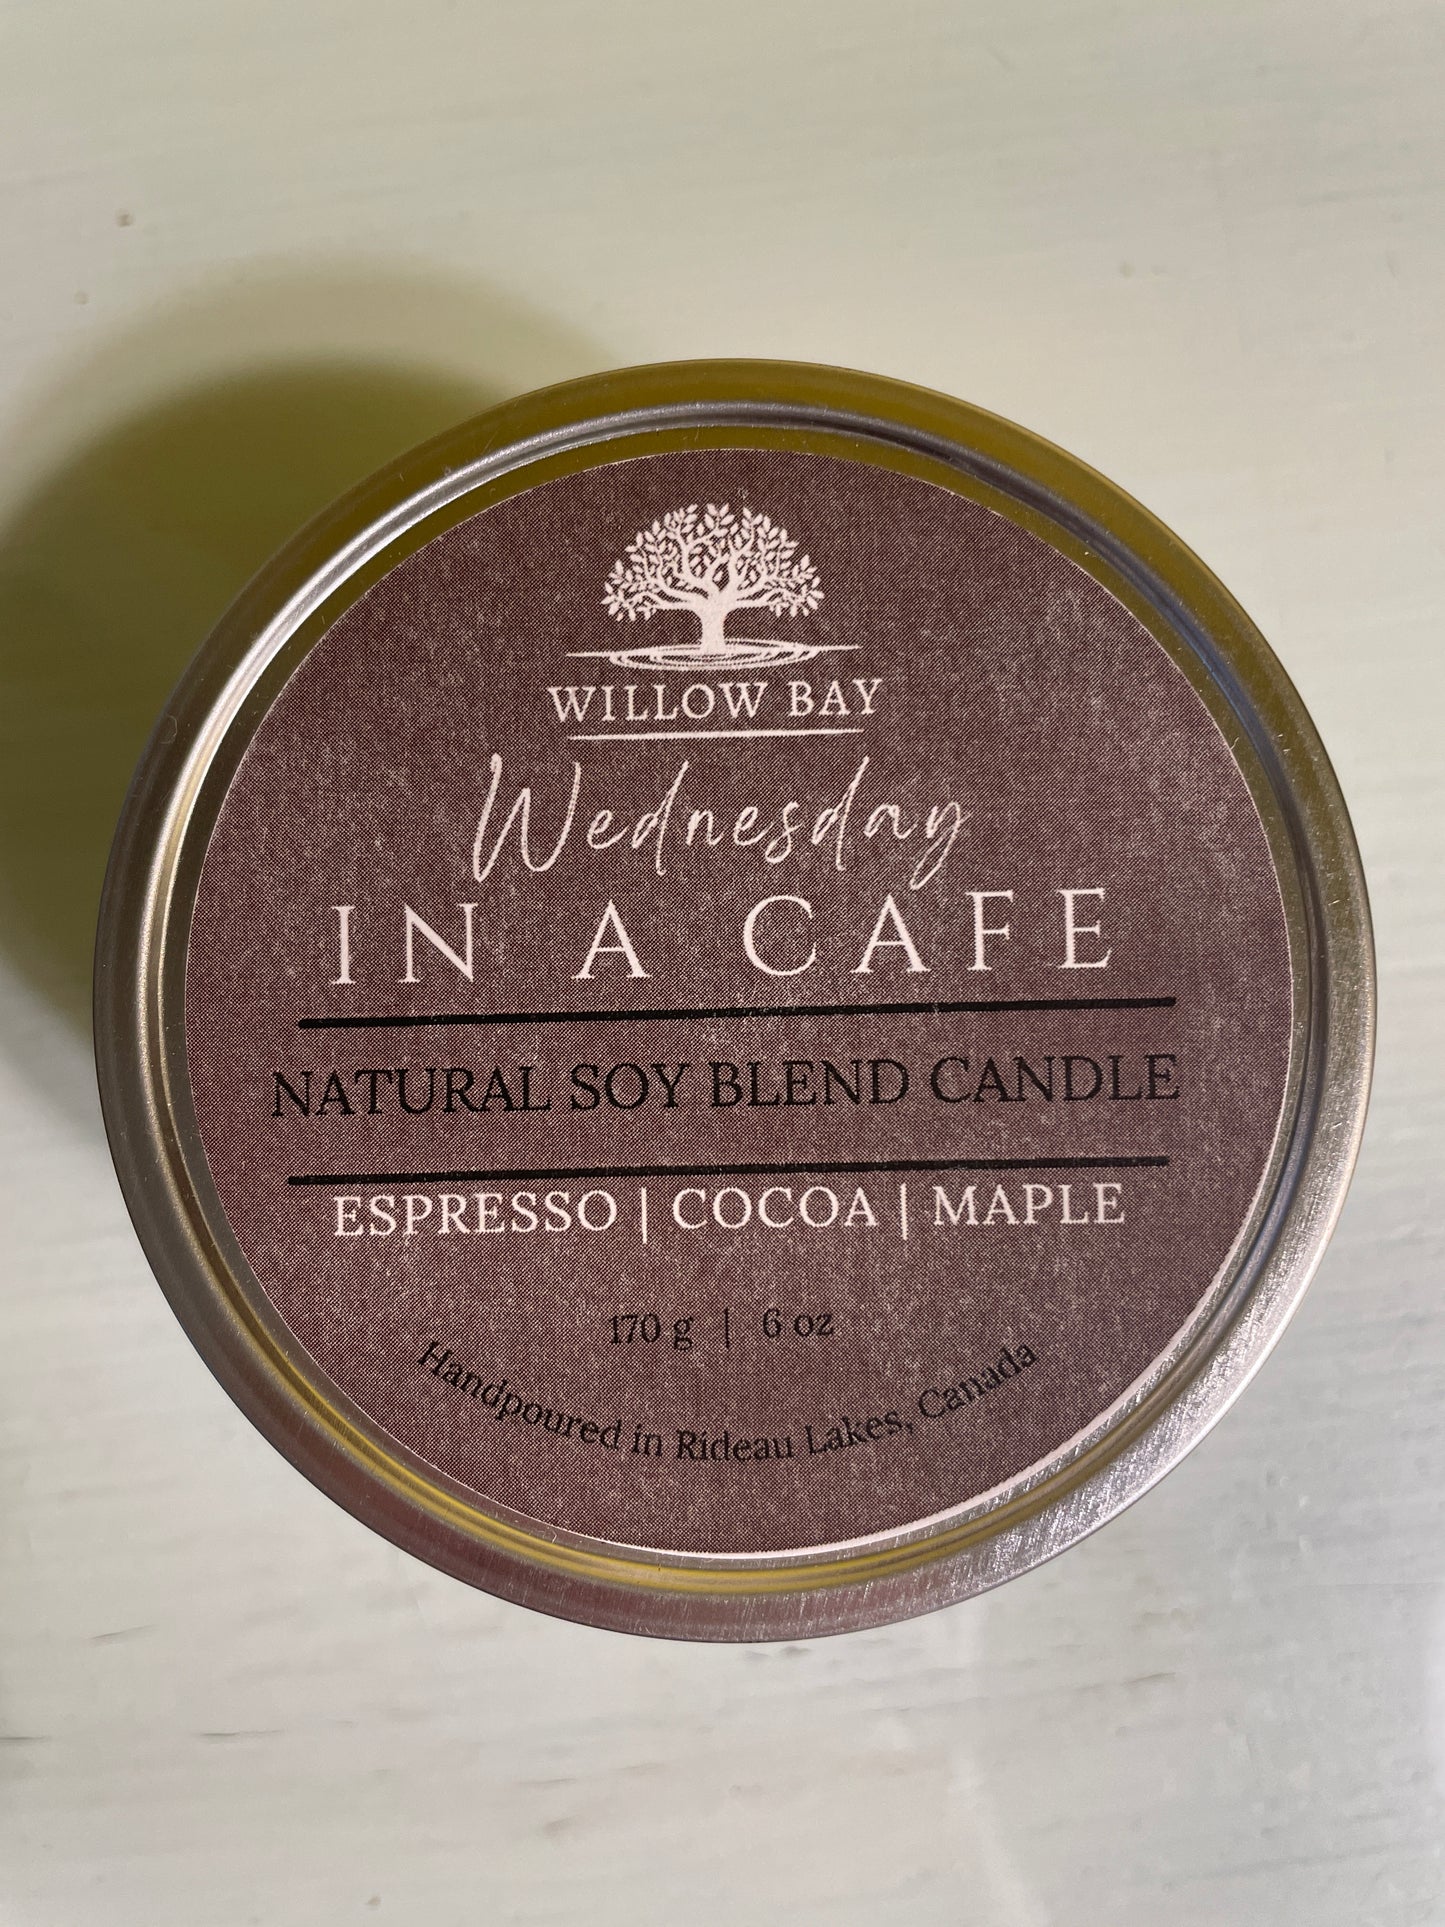 WILLOW BAY
Wednesday
IN A CAFE
NATURAL SOY BLEND CANDLE
ESPRESSO | COCOA | MAPLE
170 g | 6 oz
Handpoured in Rideau Lakes, Canada